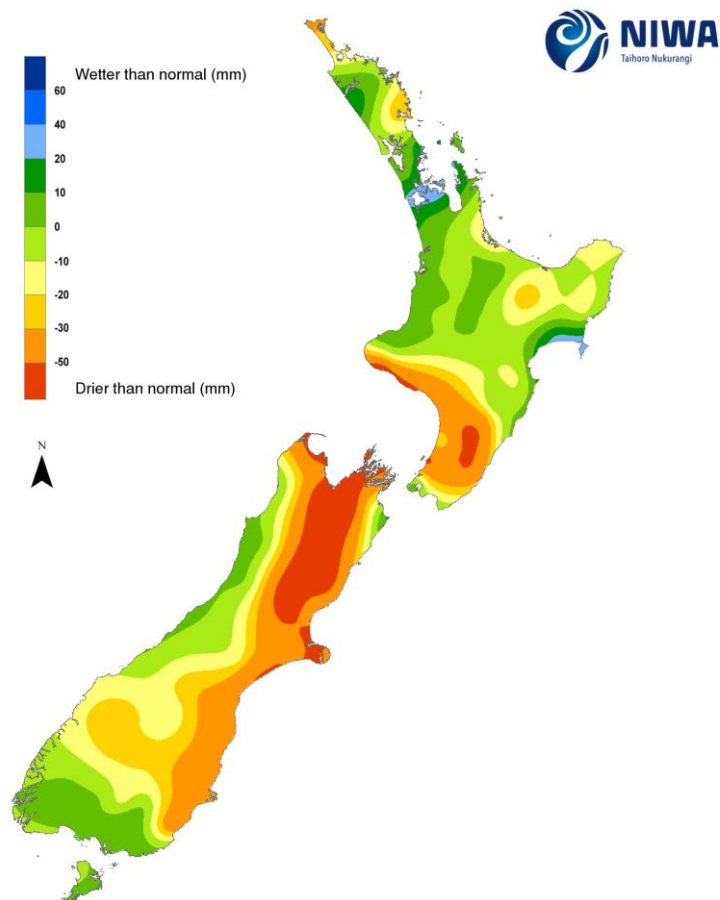 NIWA
Taihoro Nukurangi
Wetter than normal (mm)
60
40
20
10
0
-10
-20
-30
-50
Drier than normal (mm)
N